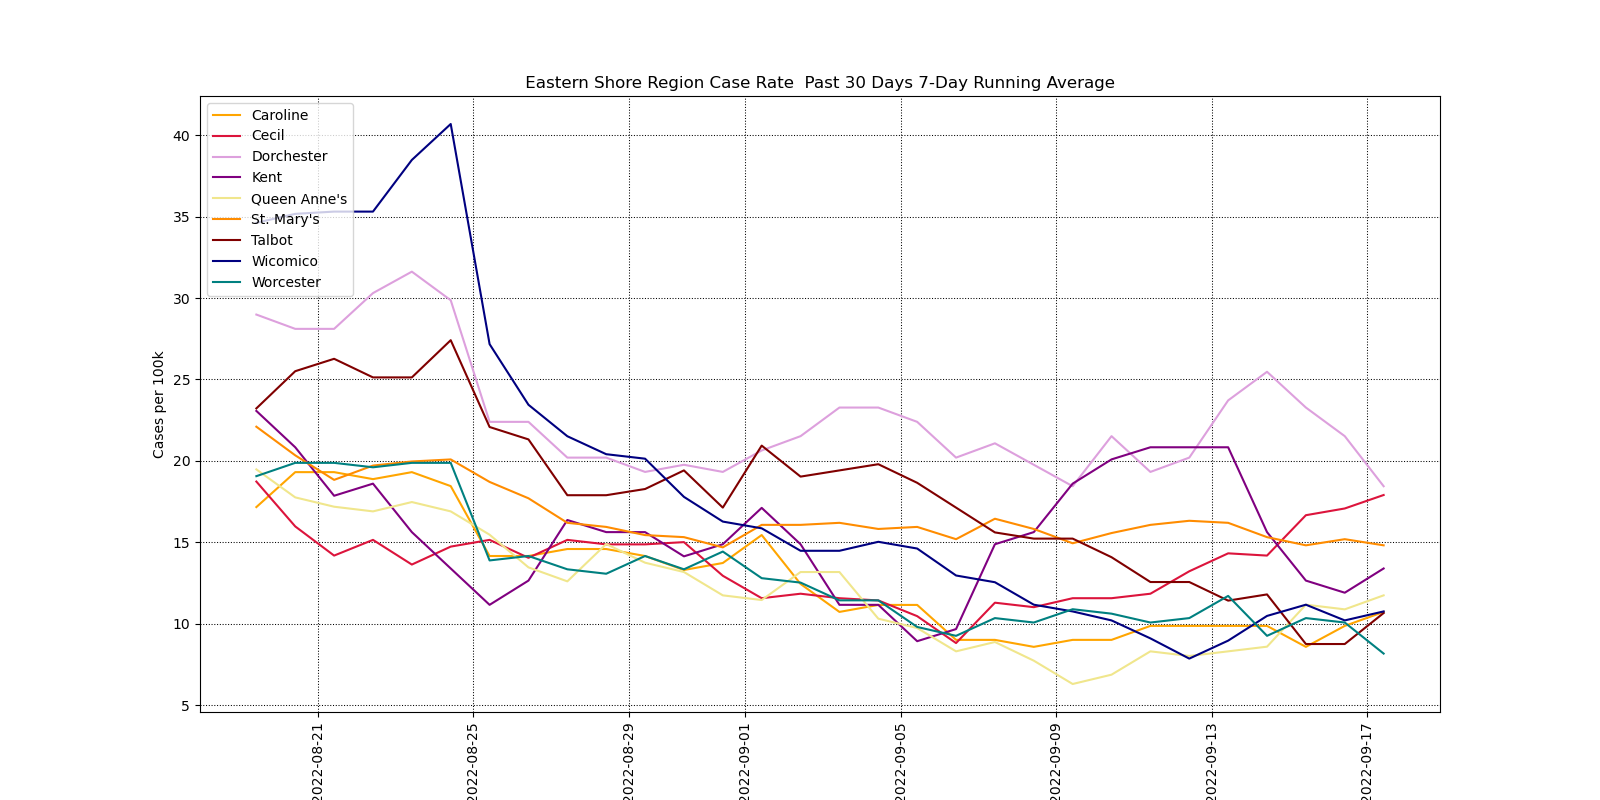 Eastern Shore Region Case Rate  Past 30 Days 7-Day Running Average
Caroline
Cecil
Dorchester
Kent
Queen Anne's
St. Mary's
Talbot
Wicomico
Worcester
Cases per 100k
40
35
30
25
20
15
10
5
2022-08-21
2022-08-25
2022-08-29
2022-09-01
2022-09-05
2022-09-09
2022-09-13
2022-09-17